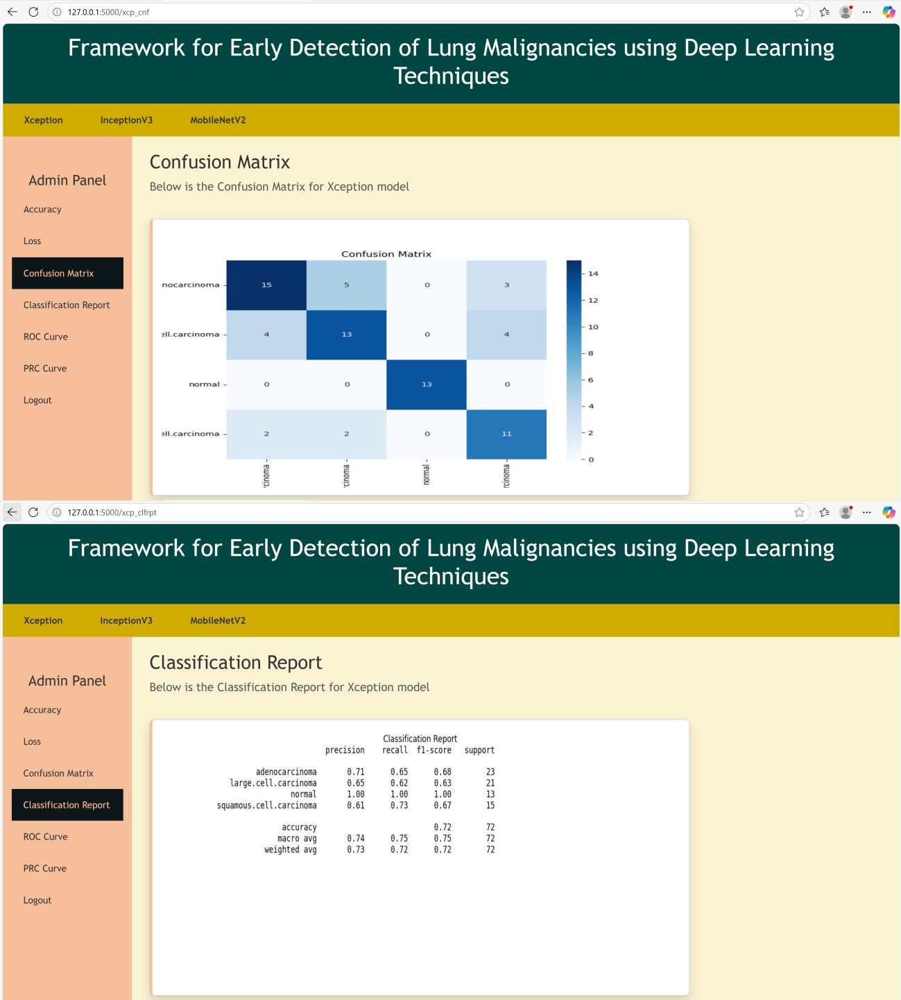 127.0.0.1:5000/xcp_cnf
Framework for Early Detection of Lung Malignancies using Deep Learning
Techniques
Xception InceptionV3 MobileNetV2
Admin Panel
Accuracy
Loss
Confusion Matrix
Classification Report
ROC Curve
PRC Curve
Logout
Confusion Matrix
Below is the Confusion Matrix for Xception model
Confusion Matrix
nocarcinoma 15 5 0 3
ell.carcinoma 4 13 0 4
normal 0 0 13 0
ell.carcinoma 2 2 0 11
rcinoma rcinoma normal rcinoma
14
12
10
8
6
4
2
0
127.0.0.1:5000/xcp_clfrpt
Framework for Early Detection of Lung Malignancies using Deep Learning
Techniques
Xception InceptionV3 MobileNetV2
Admin Panel
Accuracy
Loss
Confusion Matrix
Classification Report
ROC Curve
PRC Curve
Logout
Classification Report
Below is the Classification Report for Xception model
Classification Report
precision recall f1-score support
adenocarcinoma 0.71 0.65 0.68 23
large.cell.carcinoma 0.65 0.62 0.63 21
normal 1.00 1.00 1.00 13
squamous.cell.carcinoma 0.61 0.73 0.67 15
accuracy 0.72 72
macro avg 0.74 0.75 0.75 72
weighted avg 0.73 0.72 0.72 72